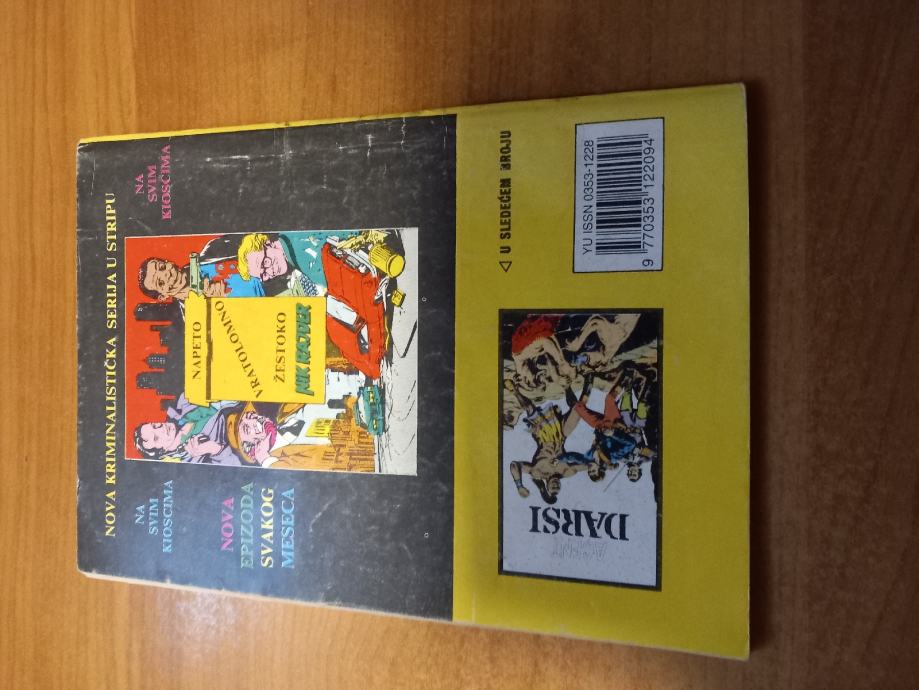 NOVA KRIMINALISTIČKA SERIJA U STRIPU
NA
SVIM
KIOSCIMA
NA
SVIM
KIOSCIMA
NAPETO
VRATOLOMNO
ŽESTOKO
NIK RAJDER
NOVA
EPIZODA
SVAKOG
MESECA
◁ U SLEDEĆEM BROJU
YU ISSN 0353-1228
9 770353 122094
AGENT
DARSI